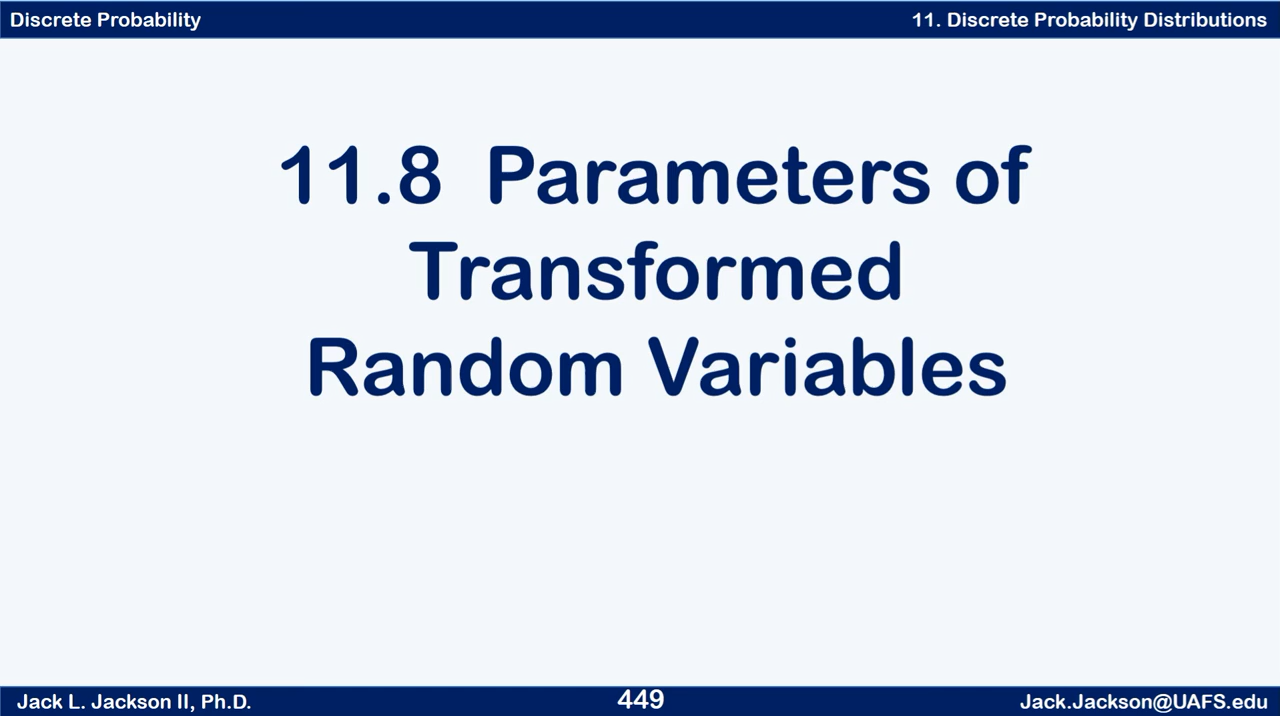 Discrete Probability
11. Discrete Probability Distributions
11.8 Parameters of
Transformed
Random Variables
Jack L. Jackson II, Ph.D.
449
Jack.Jackson@UAFS.edu